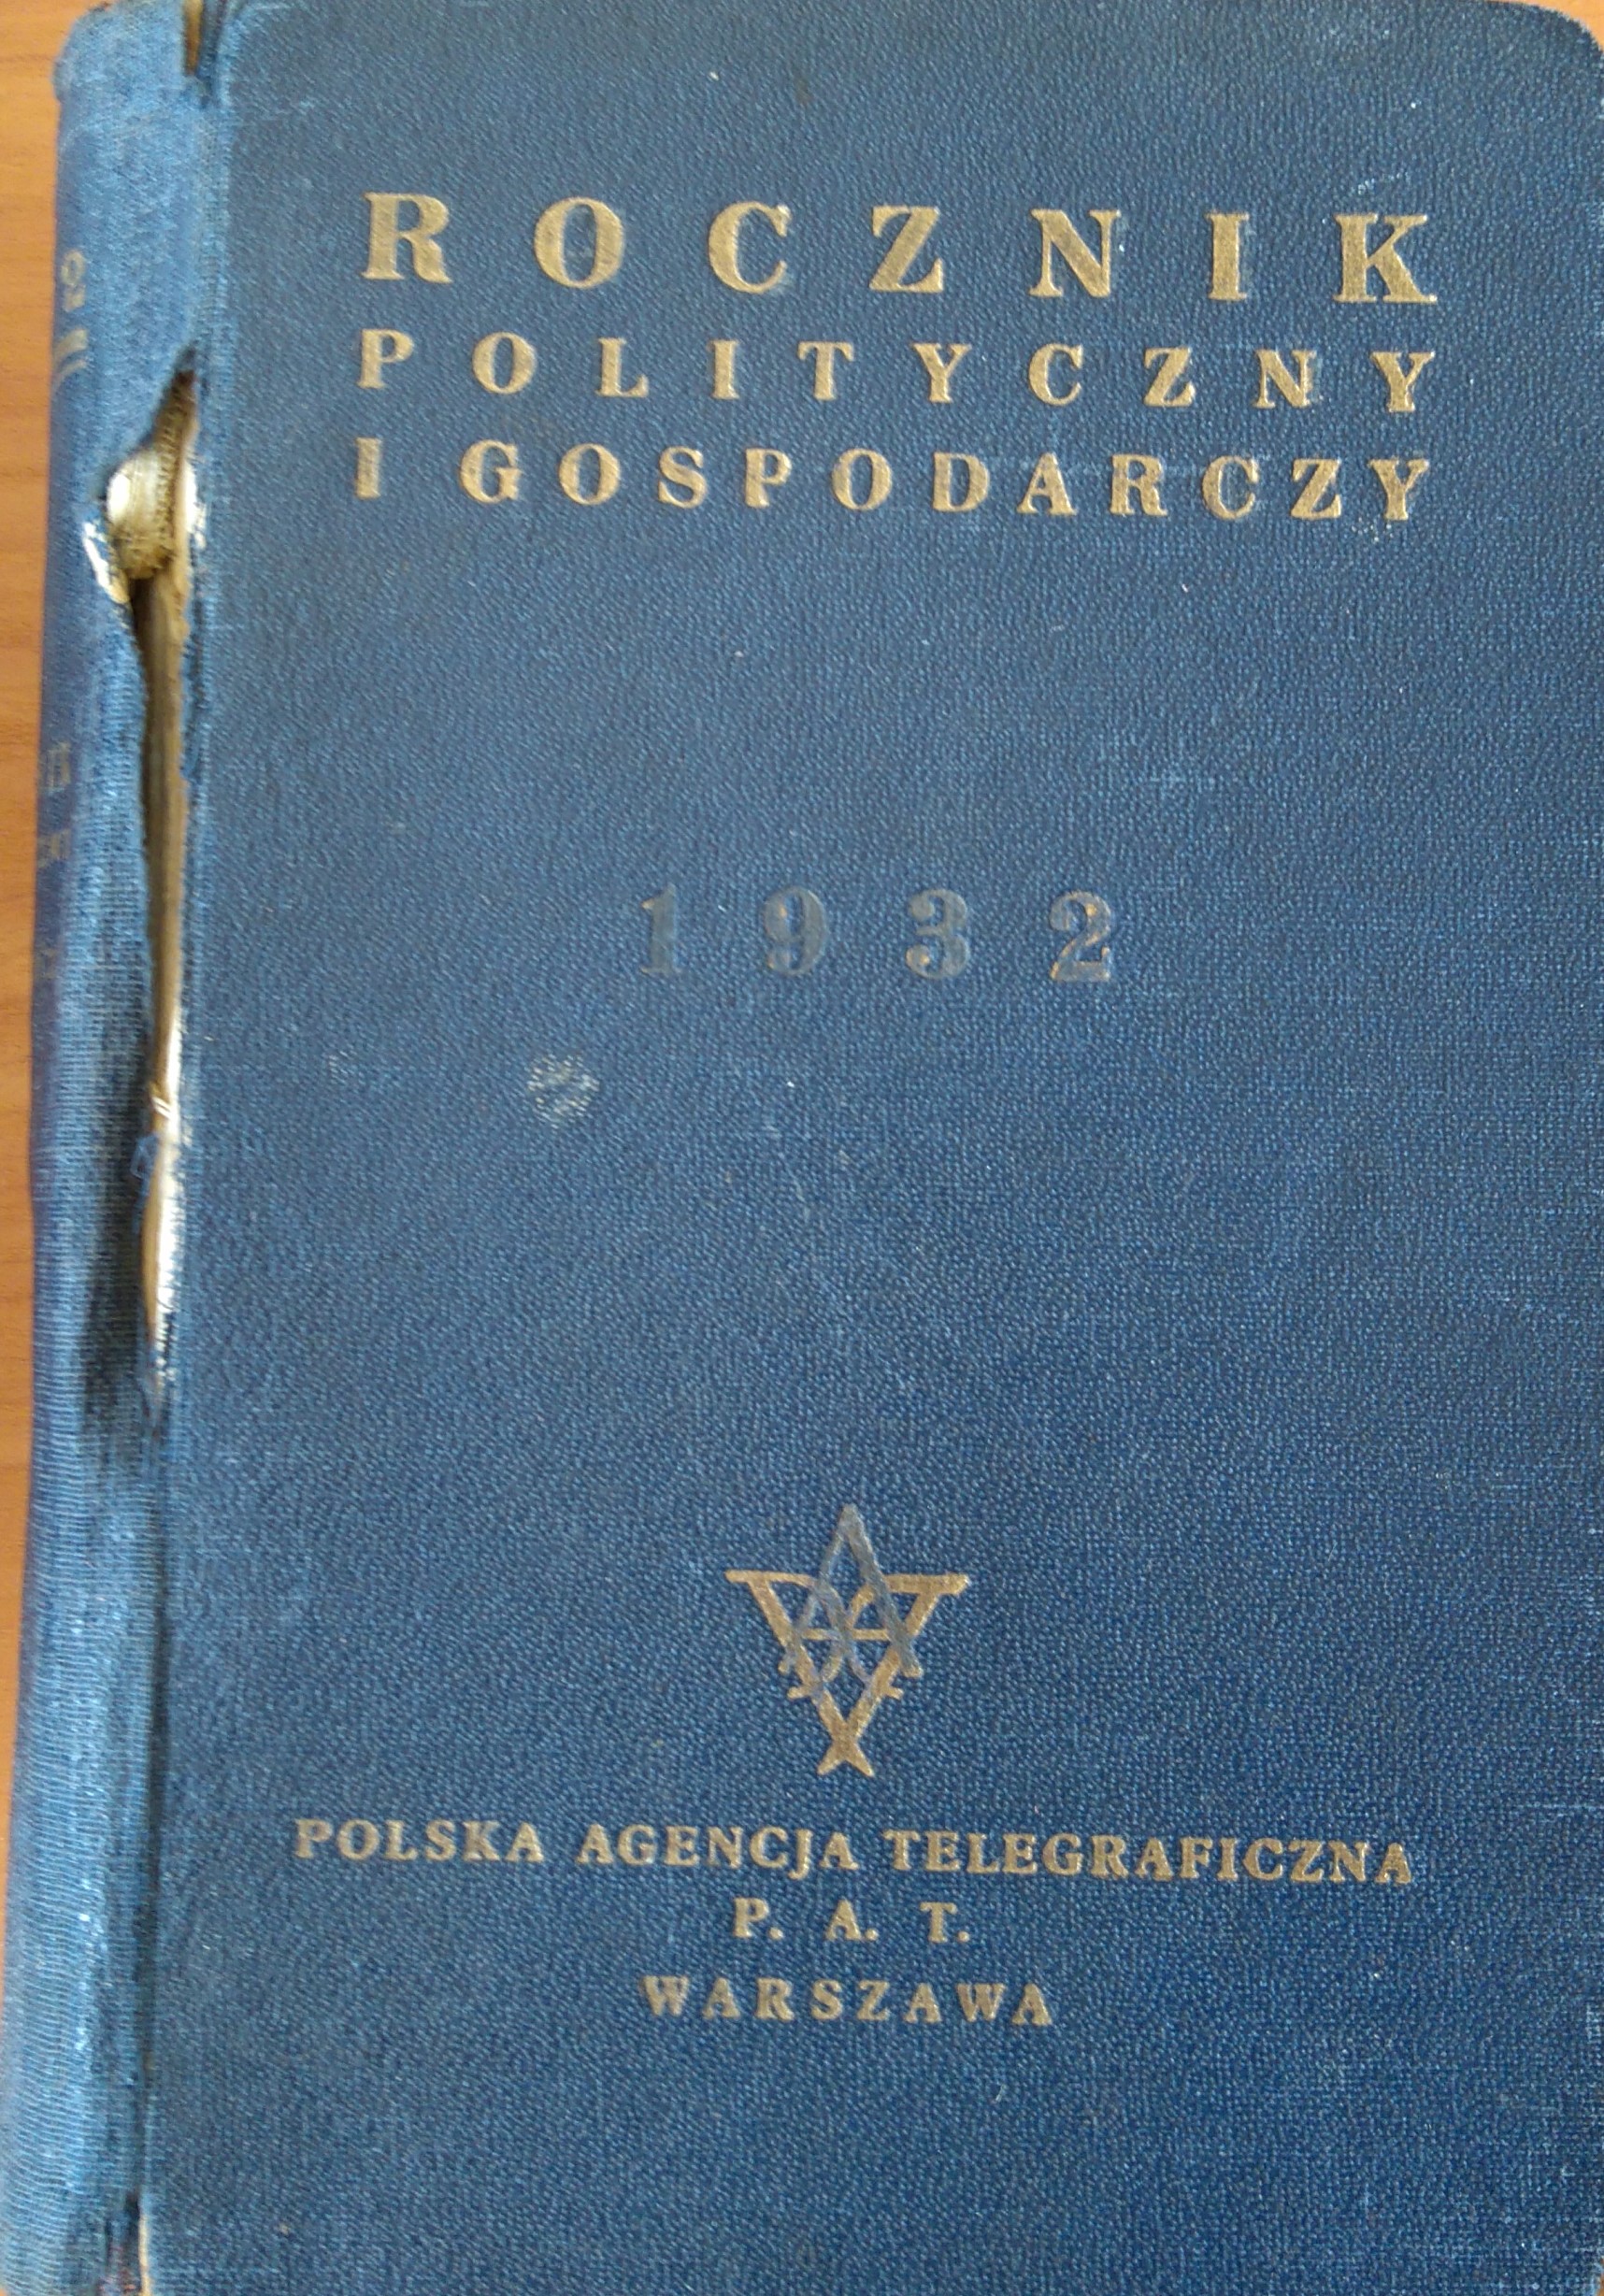 ROCZNIK
POLITYCZNY
I GOSPODARCZY
1932
POLSKA AGENCJA TELEGRAFICZNA
P. A. T.
WARSZAWA